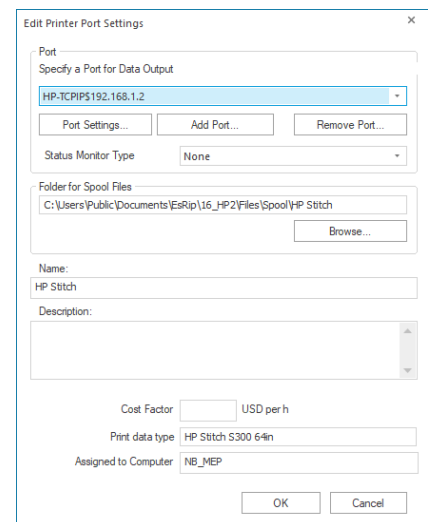 Edit Printer Port Settings
Port
Specify a Port for Data Output
HP-TCPIP$192.168.1.2
Port Settings... Add Port... Remove Port...
Status Monitor Type None
Folder for Spool Files
C:\Users\Public\Documents\EsRip\16_HP2\Files\Spool\HP Stitch
Browse...
Name:
HP Stitch
Description:
Cost Factor USD per h
Print data type HP Stitch S300 64in
Assigned to Computer NB_MEP
OK Cancel